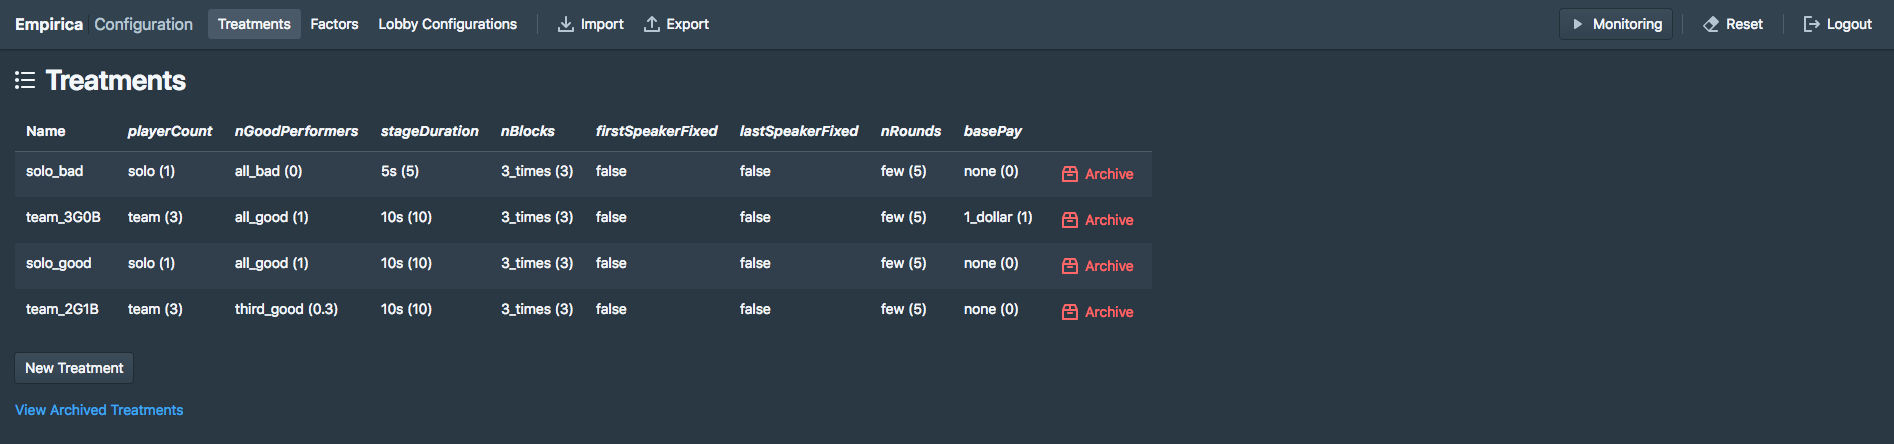 Empirica Configuration Treatments Factors Lobby Configurations Import Export Monitoring Reset Logout
Treatments
Name playerCount nGoodPerformers stageDuration nBlocks firstSpeakerFixed lastSpeakerFixed nRounds basePay
solo_bad solo (1) all_bad (0) 5s (5) 3_times (3) false false few (5) none (0) Archive
team_3G0B team (3) all_good (1) 10s (10) 3_times (3) false false few (5) 1_dollar (1) Archive
solo_good solo (1) all_good (1) 10s (10) 3_times (3) false false few (5) none (0) Archive
team_2G1B team (3) third_good (0.3) 10s (10) 3_times (3) false false few (5) none (0) Archive
New Treatment
View Archived Treatments